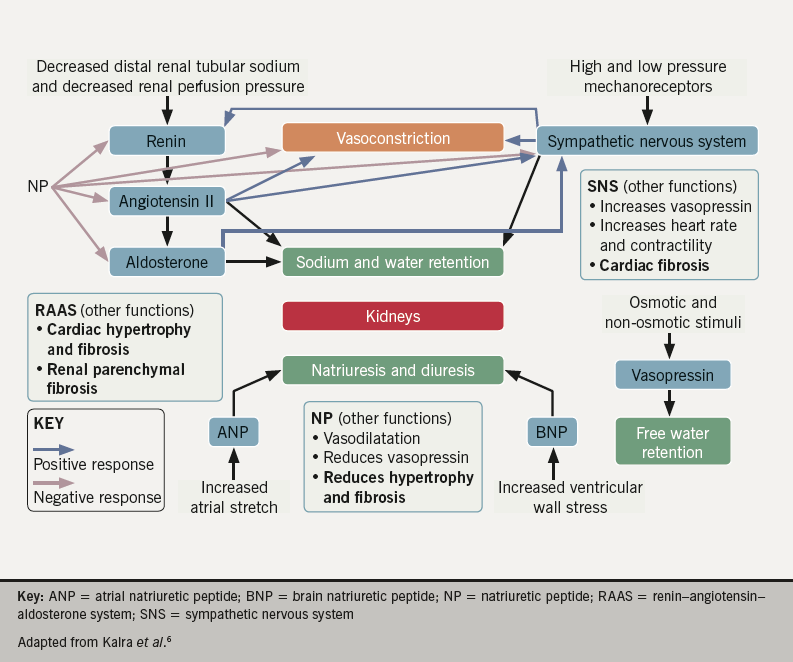 Decreased distal renal tubular sodium
and decreased renal perfusion pressure
High and low pressure
mechanoreceptors
Renin
Vasoconstriction
Sympathetic nervous system
NP
Angiotensin II
Aldosterone
Sodium and water retention
SNS (other functions)
• Increases vasopressin
• Increases heart rate
and contractility
• Cardiac fibrosis
RAAS (other functions)
• Cardiac hypertrophy
and fibrosis
• Renal parenchymal
fibrosis
Kidneys
Osmotic and
non-osmotic stimuli
Natriuresis and diuresis
Vasopressin
KEY
Positive response
Negative response
ANP
Increased
atrial stretch
NP (other functions)
• Vasodilatation
• Reduces vasopressin
• Reduces hypertrophy
and fibrosis
BNP
Increased ventricular
wall stress
Free water
retention
Key: ANP = atrial natriuretic peptide; BNP = brain natriuretic peptide; NP = natriuretic peptide; RAAS = renin–angiotensin–
aldosterone system; SNS = sympathetic nervous system
Adapted from Kalra et al.⁶